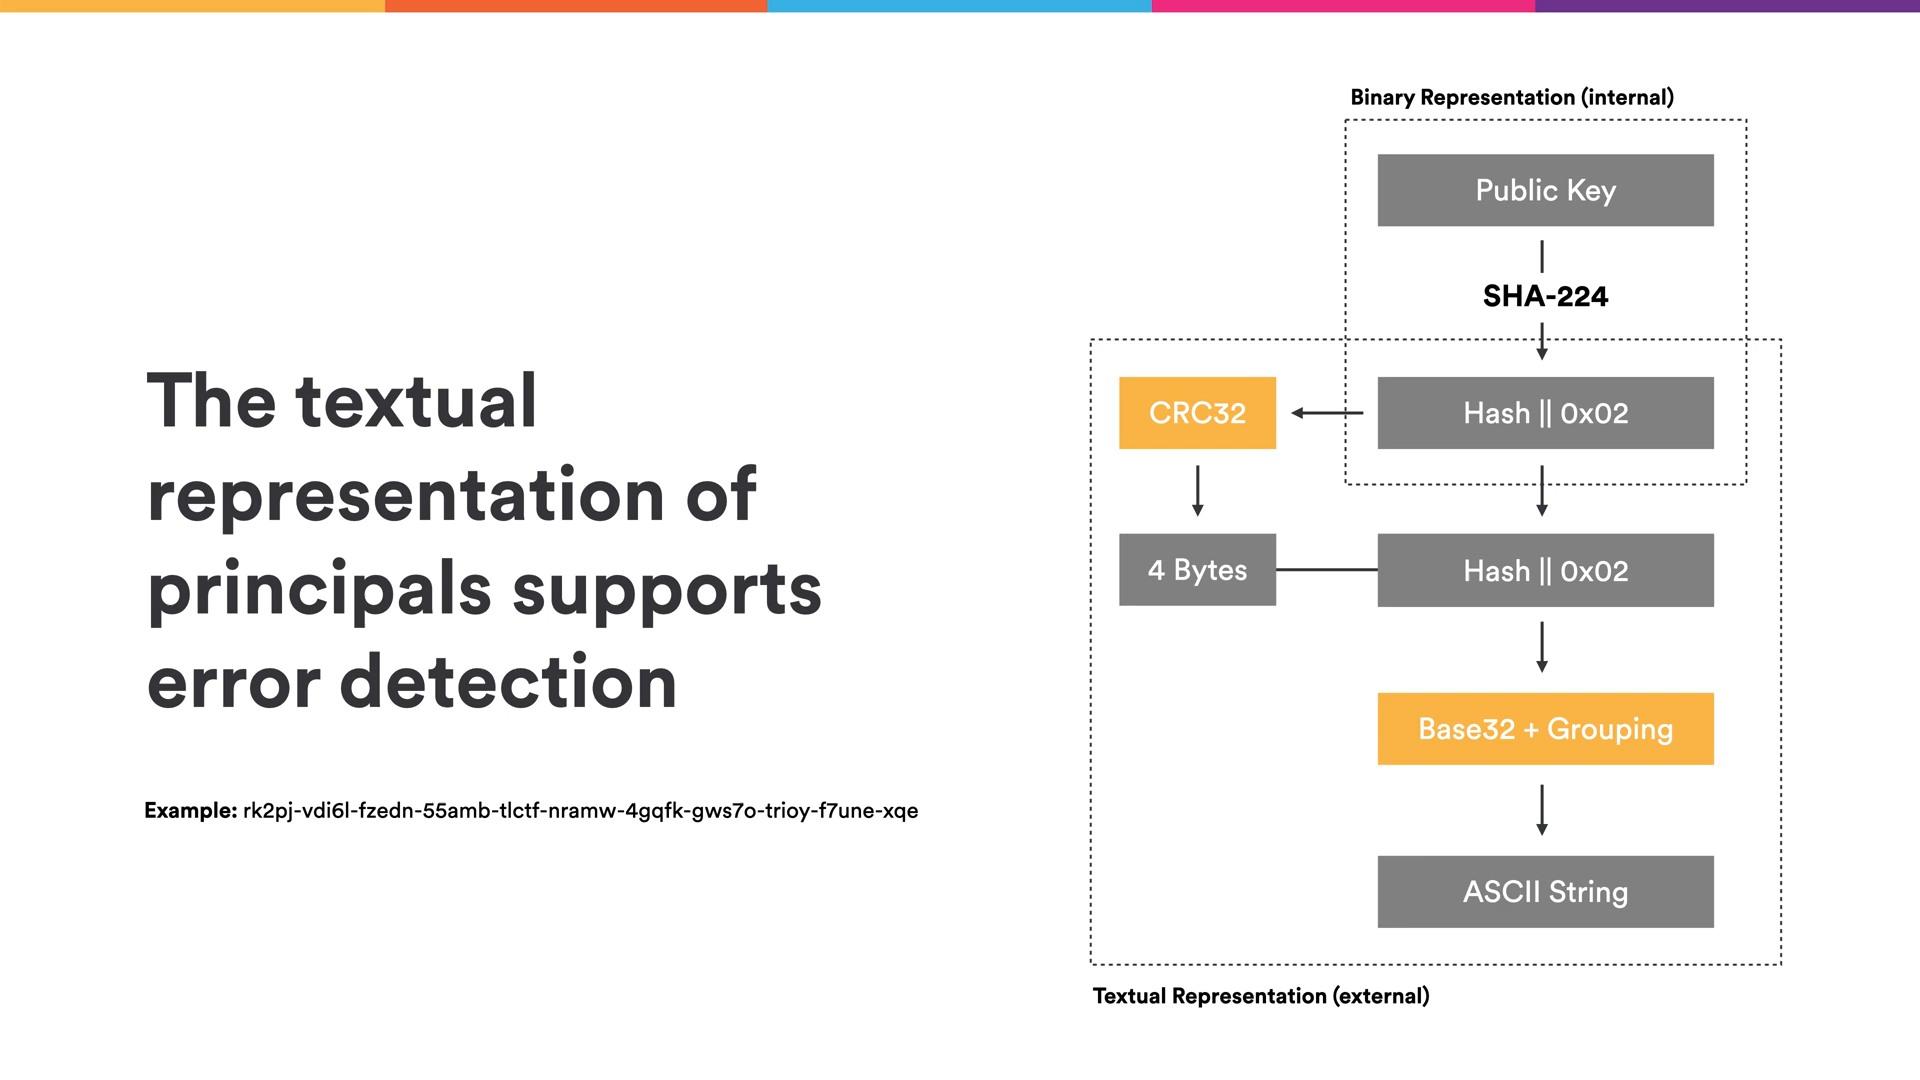 The textual
representation of
principals supports
error detection
Example: rk2pj-vdi6l-fzedn-55amb-tlctf-nramw-4gqfk-gws7o-trioy-f7une-xqe
Binary Representation (internal)
Public Key
SHA-224
CRC32
Hash || 0x02
4 Bytes
Hash || 0x02
Base32 + Grouping
ASCII String
Textual Representation (external)